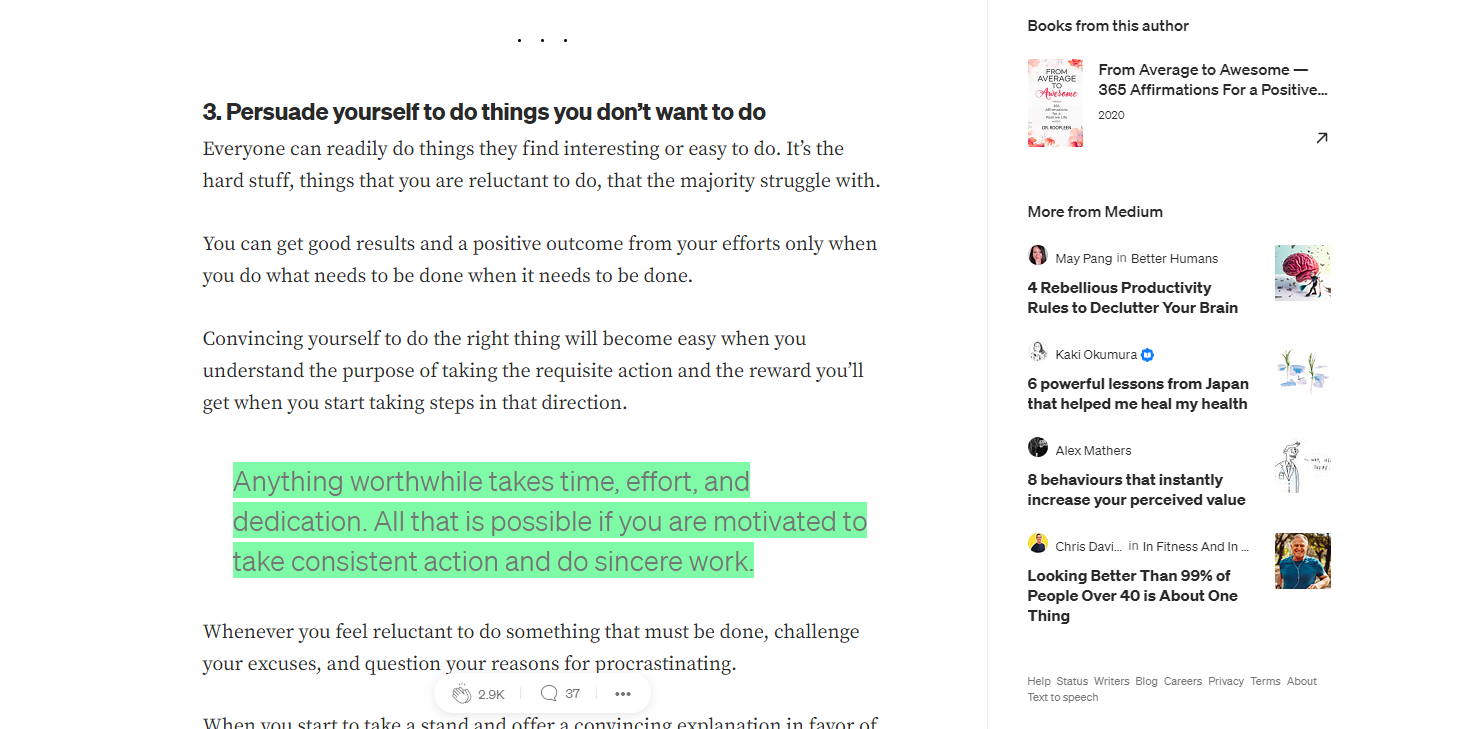 . . .
3. Persuade yourself to do things you don’t want to do
Everyone can readily do things they find interesting or easy to do. It’s the
hard stuff, things that you are reluctant to do, that the majority struggle with.
You can get good results and a positive outcome from your efforts only when
you do what needs to be done when it needs to be done.
Convincing yourself to do the right thing will become easy when you
understand the purpose of taking the requisite action and the reward you’ll
get when you start taking steps in that direction.
Anything worthwhile takes time, effort, and
dedication. All that is possible if you are motivated to
take consistent action and do sincere work.
Whenever you feel reluctant to do something that must be done, challenge
your excuses, and question your reasons for procrastinating.
2.9K 37
When you start to take a stand and offer a convincing explanation in favor of
Books from this author
FROM
AVERAGE
TO
Awesome
365
Affirmations
for a
Positive Life
DR. ROOPLEEN
From Average to Awesome —
365 Affirmations For a Positive...
2020
More from Medium
May Pang in Better Humans
4 Rebellious Productivity
Rules to Declutter Your Brain
Kaki Okumura
6 powerful lessons from Japan
that helped me heal my health
Alex Mathers
8 behaviours that instantly
increase your perceived value
Chris Davi... in In Fitness And In ...
Looking Better Than 99% of
People Over 40 is About One
Thing
Help Status Writers Blog Careers Privacy Terms About
Text to speech